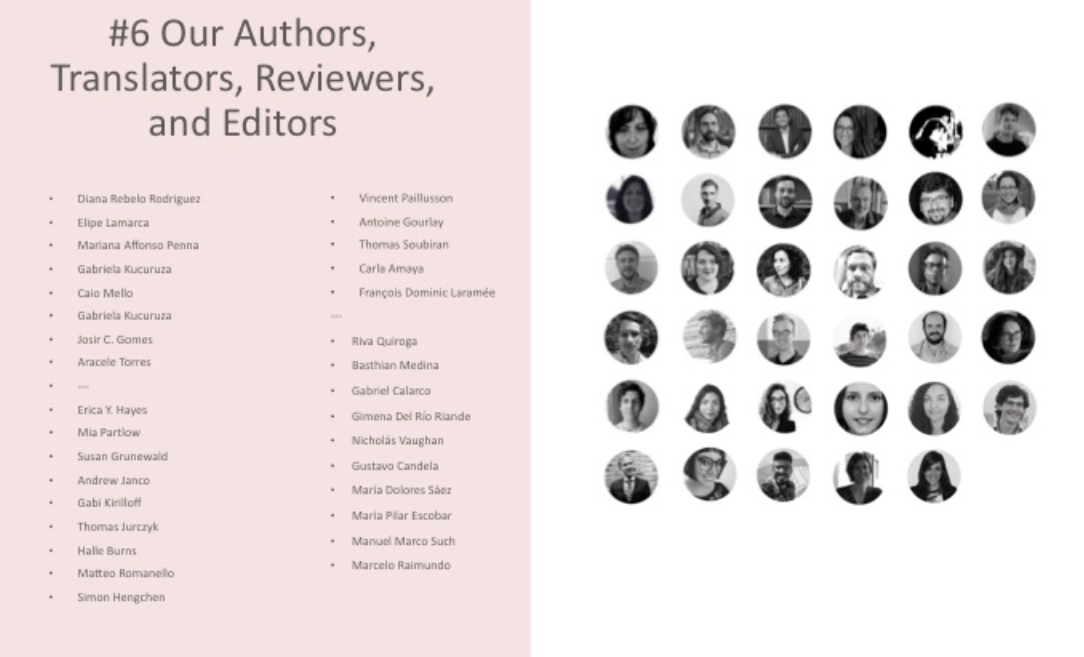 #6 Our Authors,
Translators, Reviewers,
and Editors
• Diana Rebelo Rodriguez
• Elipe Lamarca
• Mariana Affonso Penna
• Gabriela Kucuruza
• Caio Mello
• Gabriela Kucuruza
• Josir C. Gomes
• Aracele Torres
• ---
• Erica Y. Hayes
• Mia Partlow
• Susan Grunewald
• Andrew Janco
• Gabi Kirilloff
• Thomas Jurczyk
• Halle Burns
• Matteo Romanello
• Simon Hengchen
• Vincent Paillusson
• Antoine Gourlay
• Thomas Soubiran
• Carla Amaya
• François Dominic Laramée
---
• Riva Quiroga
• Basthian Medina
• Gabriel Calarco
• Gimena Del Río Riande
• Nicholás Vaughan
• Gustavo Candela
• María Dolores Sáez
• María Pilar Escobar
• Manuel Marco Such
• Marcelo Raimundo